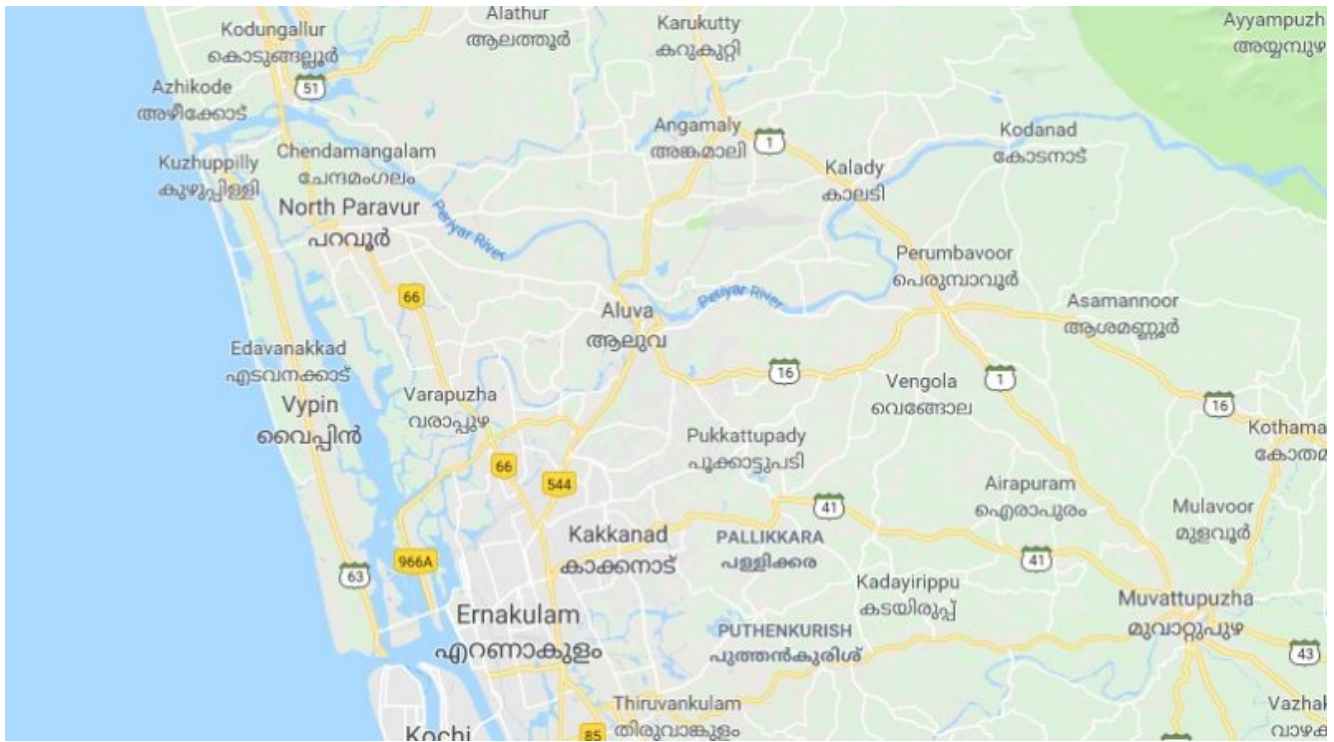 Alathur
ആലത്തൂർ
Karukutty
കറുകുറ്റി
Kodungallur
കൊടുങ്ങല്ലൂർ
51
Azhikode
അഴീക്കോട്
Angamaly
അങ്കമാലി
1
Kodanad
കോടനാട്
Kuzhuppilly
കുഴുപ്പിള്ളി
Chendamangalam
ചേന്ദമംഗലം
Kalady
കാലടി
North Paravur
പറവൂർ
Periyar River
Perumbavoor
പെരുമ്പാവൂർ
66
Periyar River
Aluva
ആലുവ
Asamannoor
ആശമണ്ണൂർ
Edavanakkad
എടവനക്കാട്
16
Vengola
വെങ്ങോല
1
16
Varapuzha
വരാപ്പുഴ
Vypin
വൈപ്പിൻ
Pukkattupady
പൂക്കാട്ടുപടി
66
544
41
Airapuram
ഐരാപുരം
Mulavoor
മുളവൂർ
Kakkanad
കാക്കനാട്
PALLIKKARA
പള്ളിക്കര
966A
63
41
Kadayirippu
കടയിരുപ്പ്
Muvattupuzha
മുവാറ്റുപുഴ
Ernakulam
എറണാകുളം
PUTHENKURISH
പുത്തൻകുരിശ്
43
Thiruvankulam
തിരുവാങ്കുളം
85
Kochi